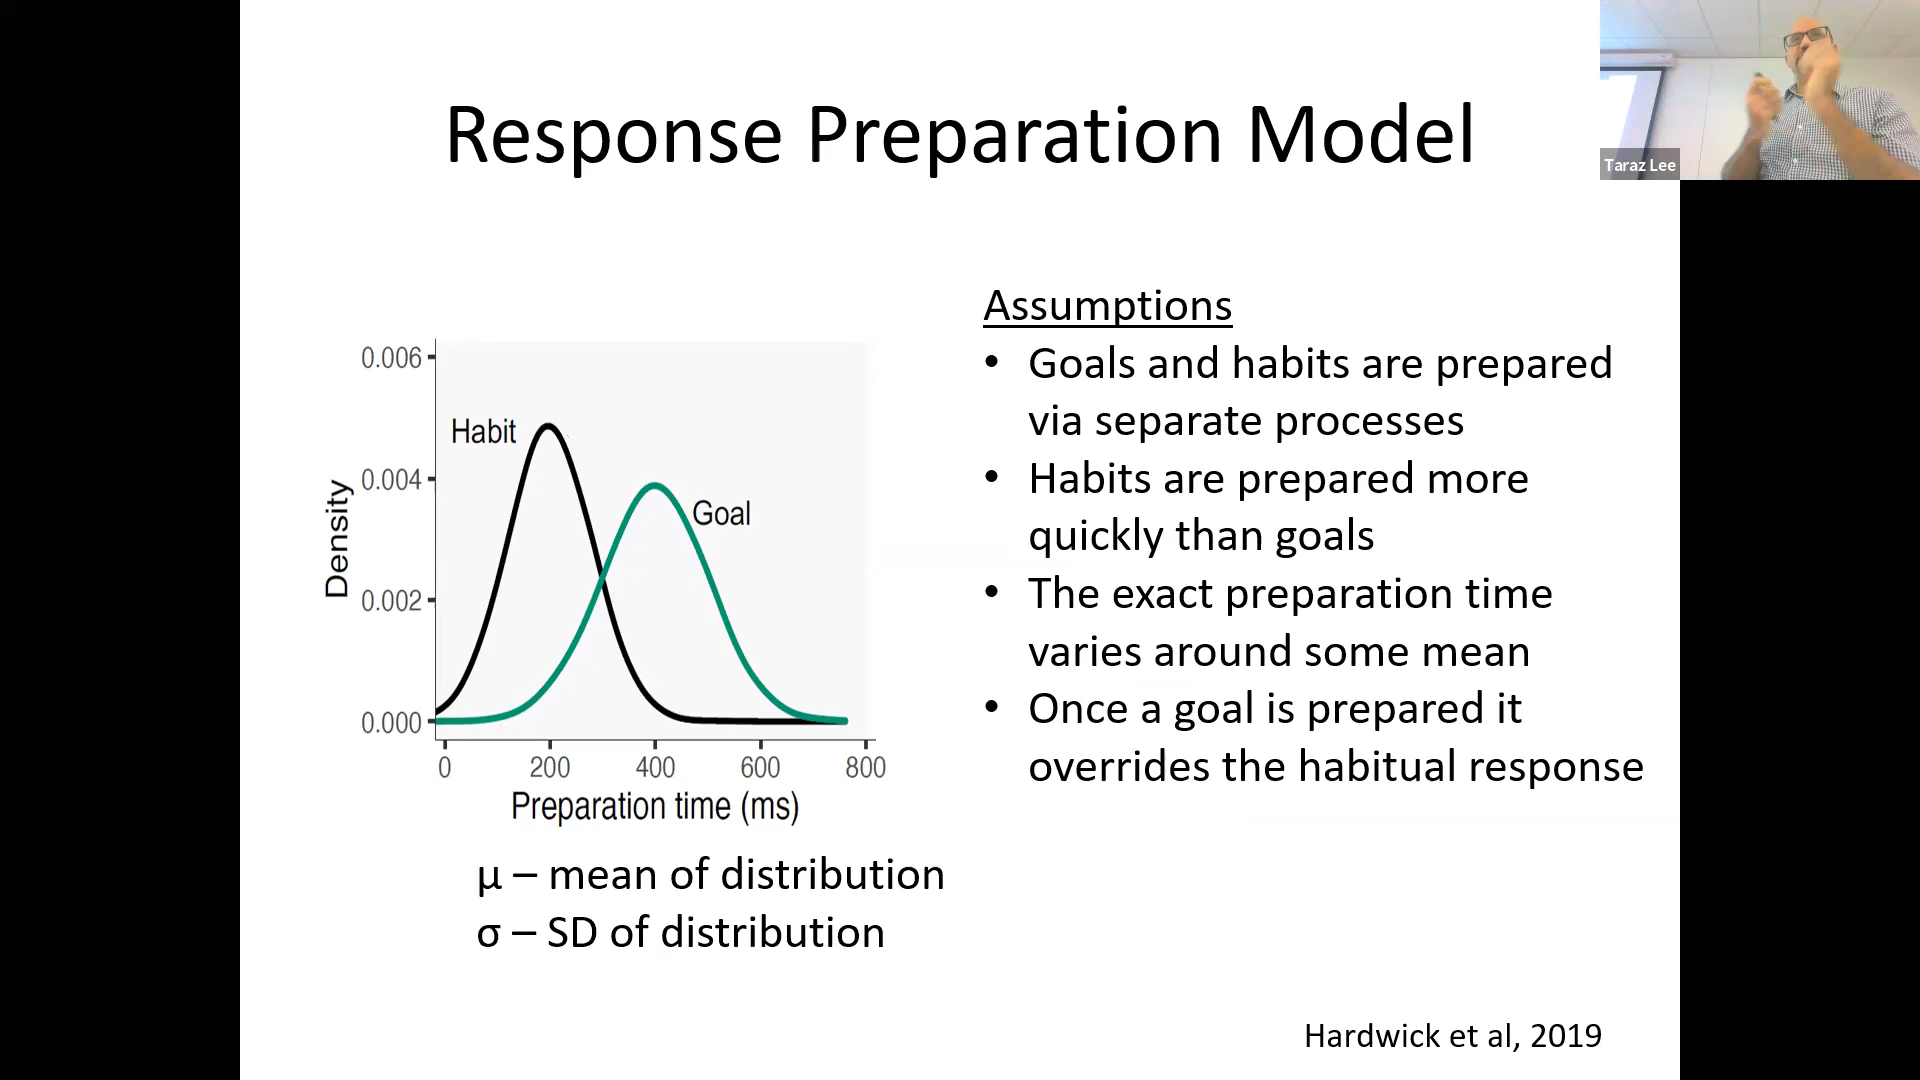 Response Preparation Model
Taraz Lee
Assumptions
• Goals and habits are prepared
via separate processes
• Habits are prepared more
quickly than goals
• The exact preparation time
varies around some mean
• Once a goal is prepared it
overrides the habitual response
0.006
0.004
0.002
0.000
Density
Habit
Goal
0 200 400 600 800
Preparation time (ms)
μ – mean of distribution
σ – SD of distribution
Hardwick et al, 2019